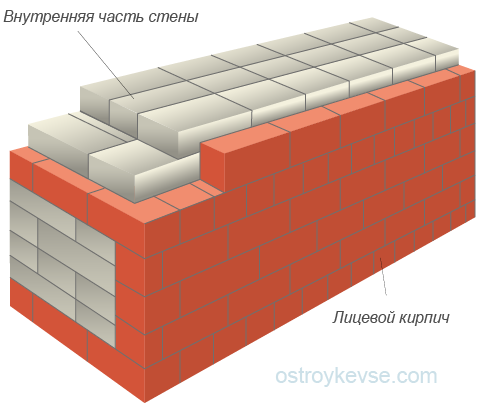 Внутренняя часть стены
Лицевой кирпич
ostroykevse.com